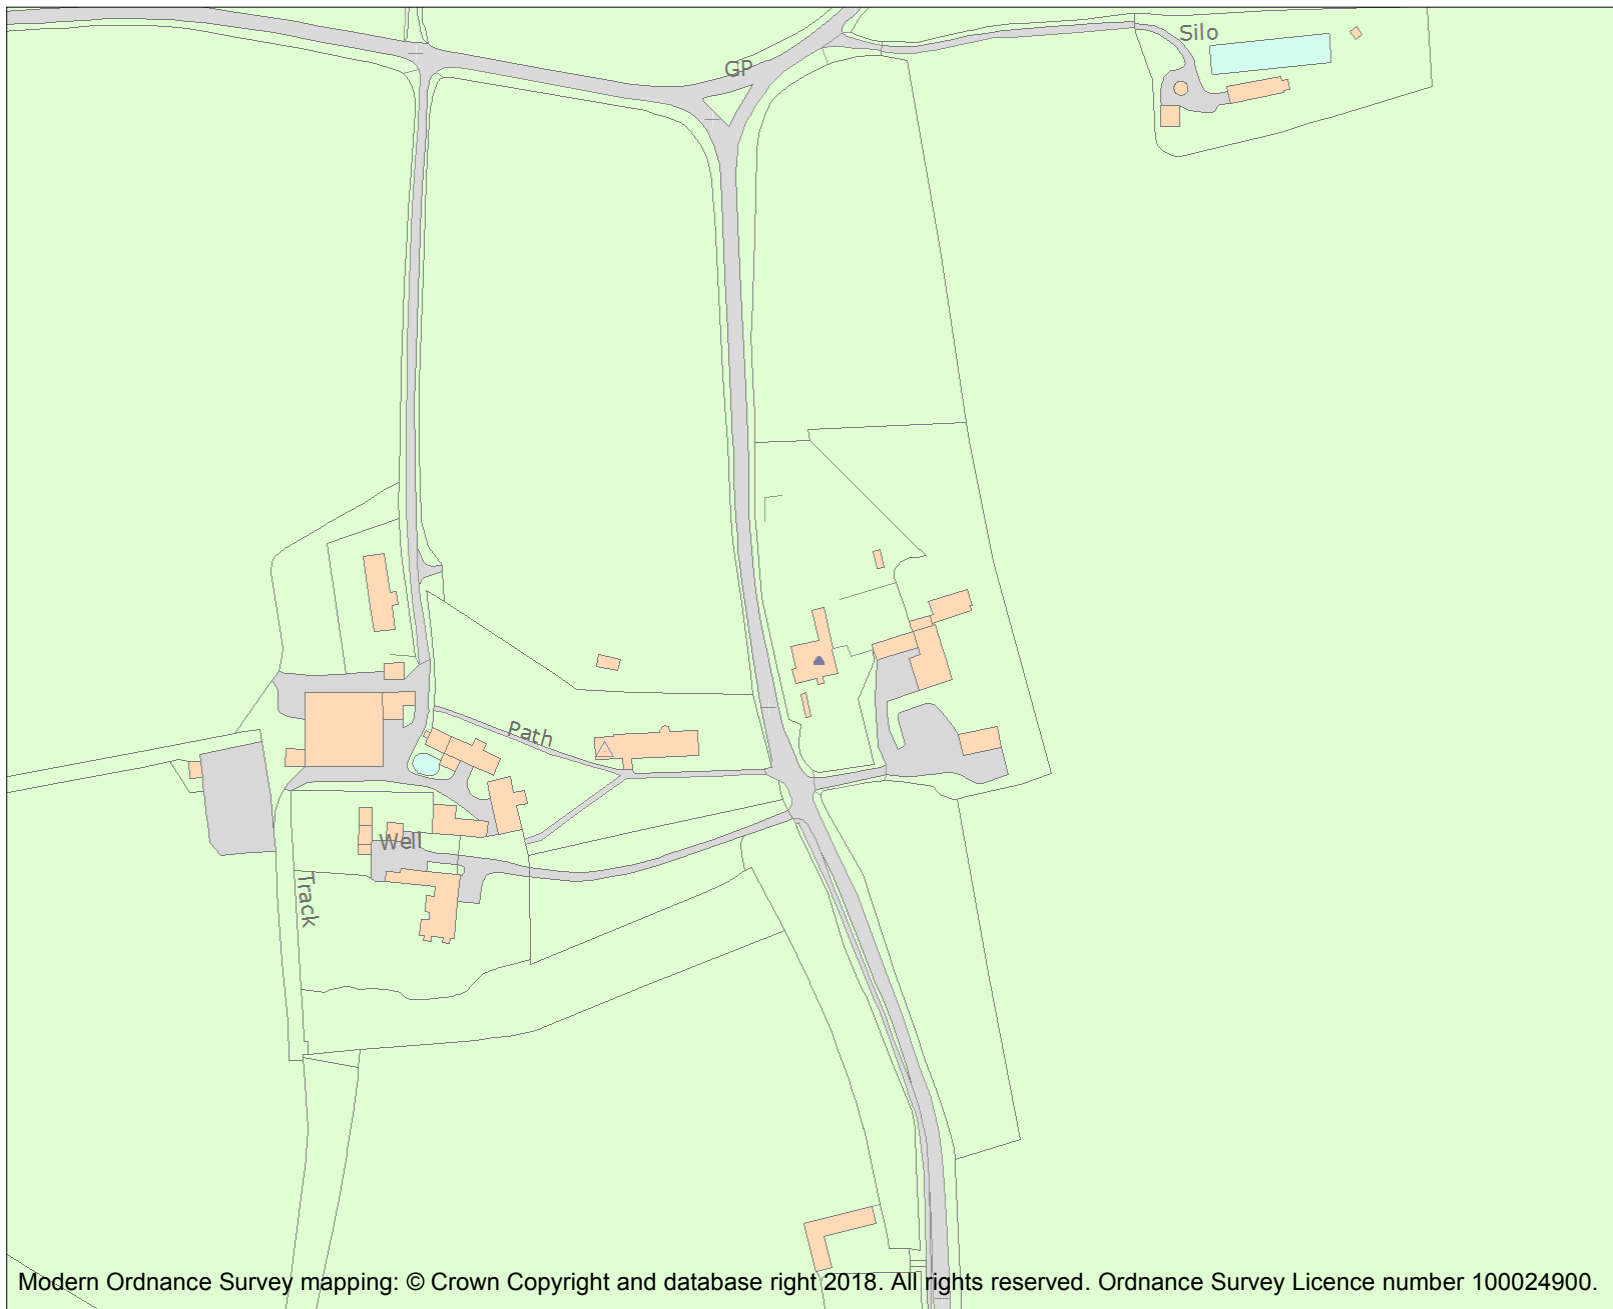 Silo
GP
Path
Well
Track
Modern Ordnance Survey mapping: © Crown Copyright and database right 2018. All rights reserved. Ordnance Survey Licence number 100024900.